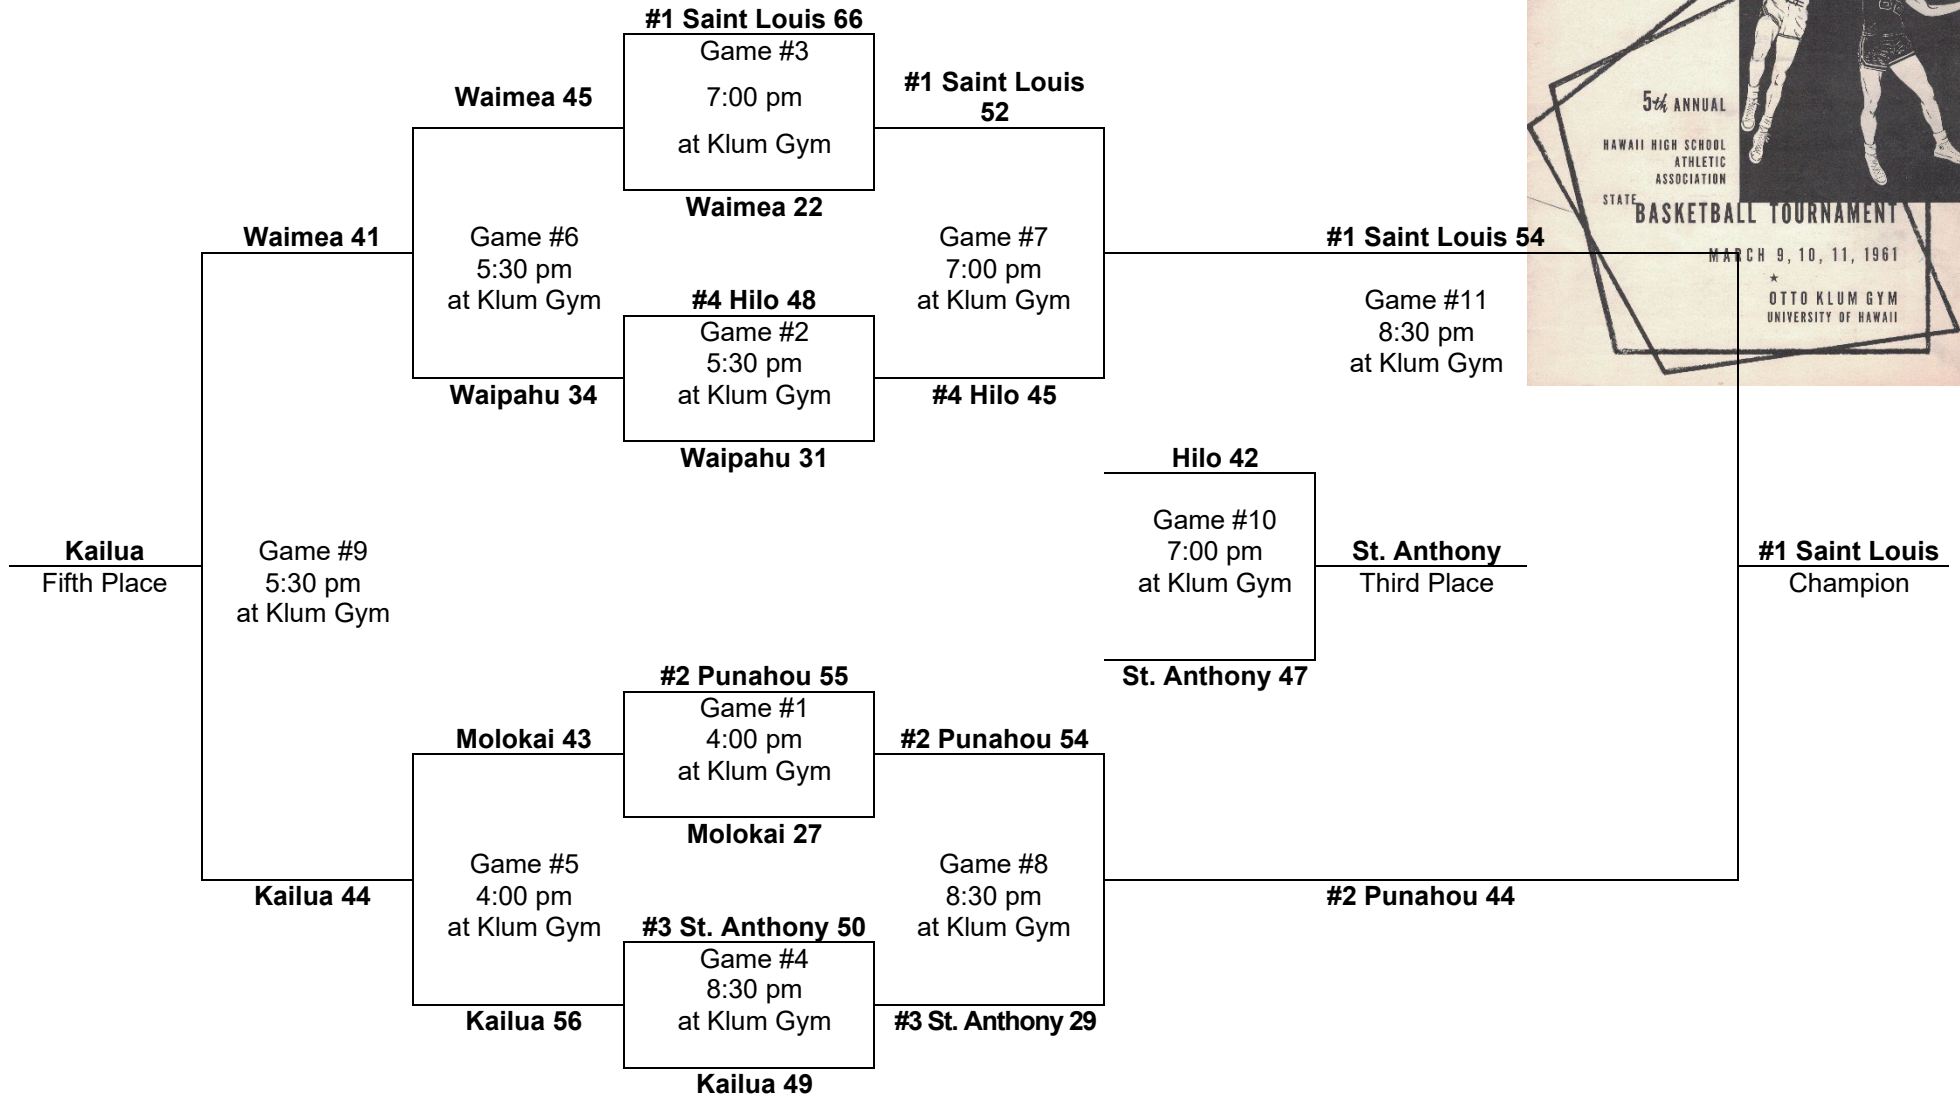 #1 Saint Louis 66
Game #3
7:00 pm
at Klum Gym
Waimea 22
Waimea 45
#1 Saint Louis
52
Waimea 41
Game #6
5:30 pm
at Klum Gym
#4 Hilo 48
Game #2
5:30 pm
at Klum Gym
Waipahu 31
Waipahu 34
Game #7
7:00 pm
at Klum Gym
#4 Hilo 45
#1 Saint Louis 54
Game #11
8:30 pm
at Klum Gym
5th ANNUAL
HAWAII HIGH SCHOOL
ATHLETIC
ASSOCIATION
STATE BASKETBALL TOURNAMENT
MARCH 9, 10, 11, 1961
★
OTTO KLUM GYM
UNIVERSITY OF HAWAII
Hilo 42
Game #10
7:00 pm
at Klum Gym
St. Anthony 47
St. Anthony
Third Place
#1 Saint Louis
Champion
Kailua
Fifth Place
Game #9
5:30 pm
at Klum Gym
#2 Punahou 55
Game #1
4:00 pm
at Klum Gym
Molokai 27
Molokai 43
#2 Punahou 54
Kailua 44
Game #5
4:00 pm
at Klum Gym
#3 St. Anthony 50
Game #4
8:30 pm
at Klum Gym
Kailua 49
Kailua 56
Game #8
8:30 pm
at Klum Gym
#3 St. Anthony 29
#2 Punahou 44